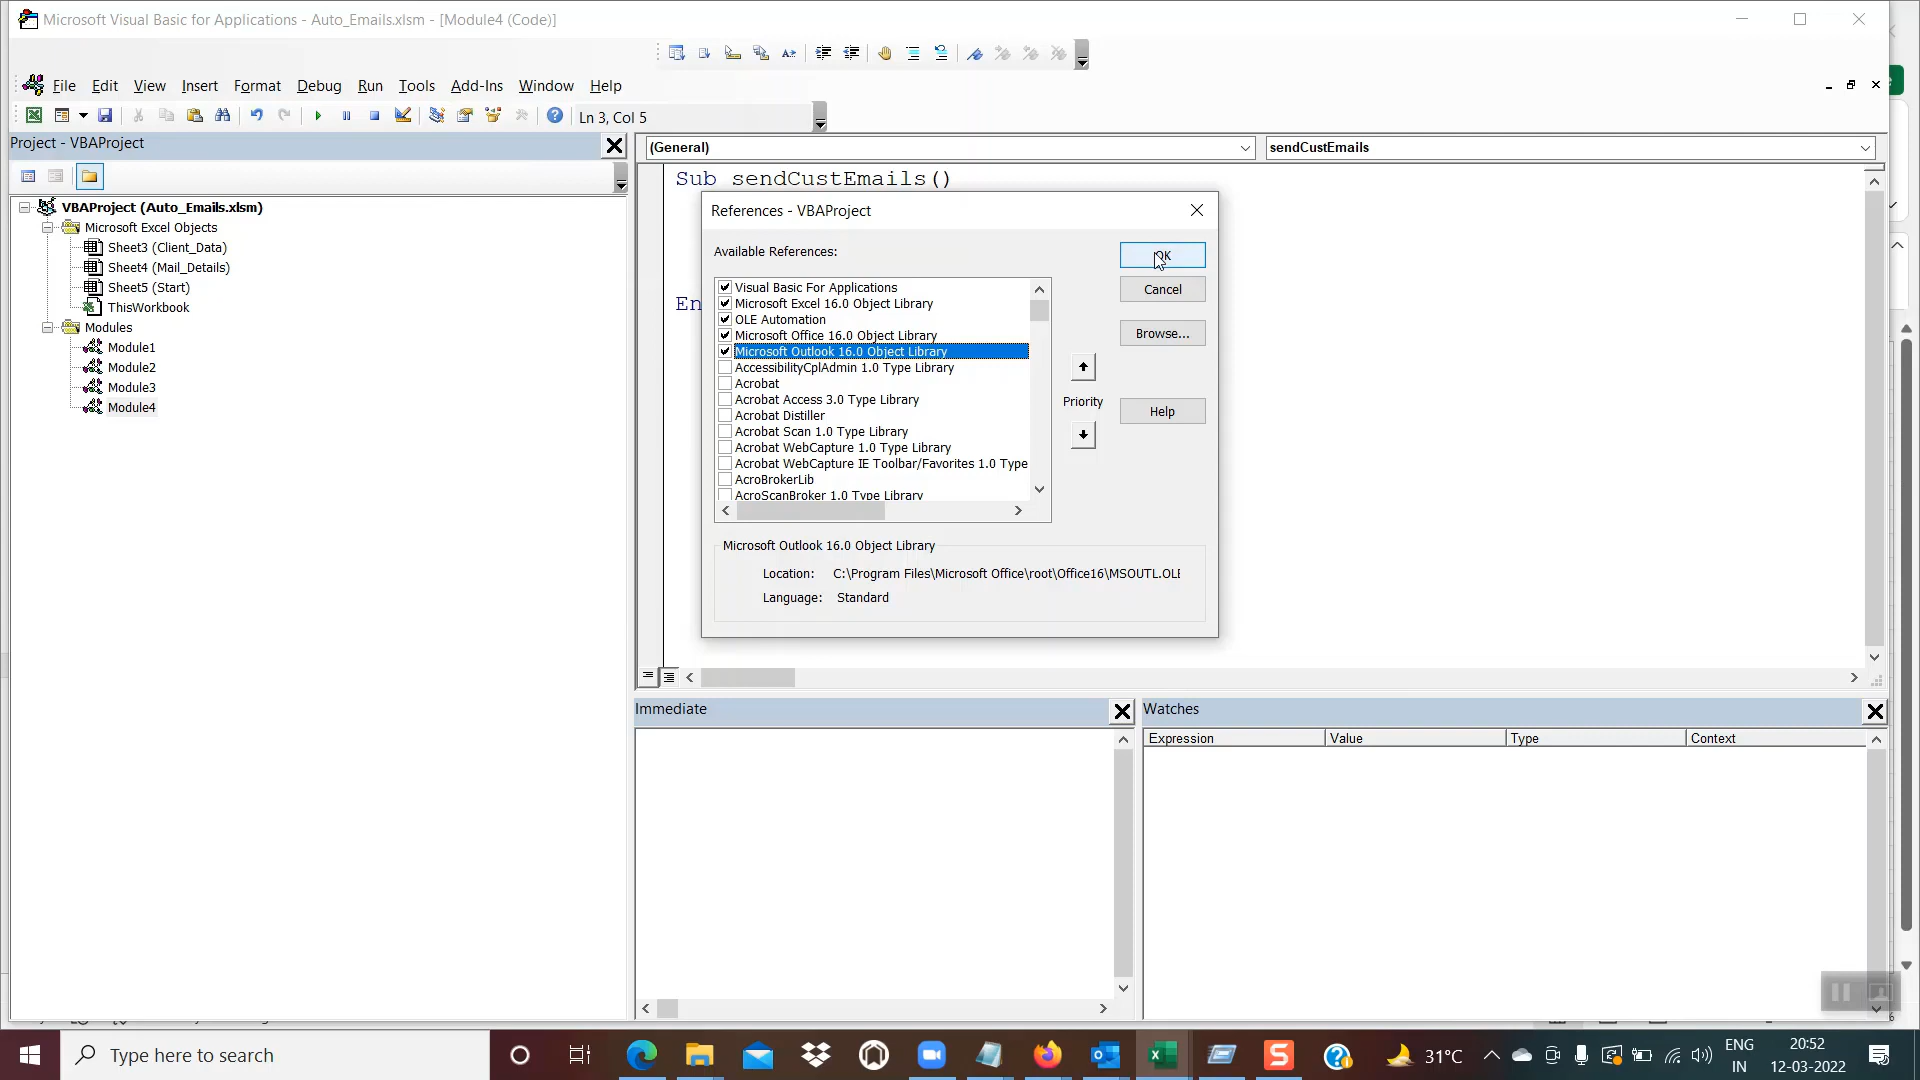 Microsoft Visual Basic for Applications - Auto_Emails.xlsm - [Module4 (Code)]
File Edit View Insert Format Debug Run Tools Add-Ins Window Help
Ln 3, Col 5
Project - VBAProject
(General)
sendCustEmails
VBAProject (Auto_Emails.xlsm)
Microsoft Excel Objects
Sheet3 (Client_Data)
Sheet4 (Mail_Details)
Sheet5 (Start)
ThisWorkbook
Modules
Module1
Module2
Module3
Module4
Sub sendCustEmails()
En
References - VBAProject
Available References:
OK
Cancel
Browse...
Priority
Help
Visual Basic For Applications
Microsoft Excel 16.0 Object Library
OLE Automation
Microsoft Office 16.0 Object Library
Microsoft Outlook 16.0 Object Library
AccessibilityCplAdmin 1.0 Type Library
Acrobat
Acrobat Access 3.0 Type Library
Acrobat Distiller
Acrobat Scan 1.0 Type Library
Acrobat WebCapture 1.0 Type Library
Acrobat WebCapture IE Toolbar/Favorites 1.0 Type
AcroBrokerLib
AcroScanBroker 1.0 Type Library
Microsoft Outlook 16.0 Object Library
Location: C:\Program Files\Microsoft Office\root\Office16\MSOUTL.OLE
Language: Standard
Immediate
Watches
Expression Value Type Context
Type here to search
31°C
ENG
IN
20:52
12-03-2022